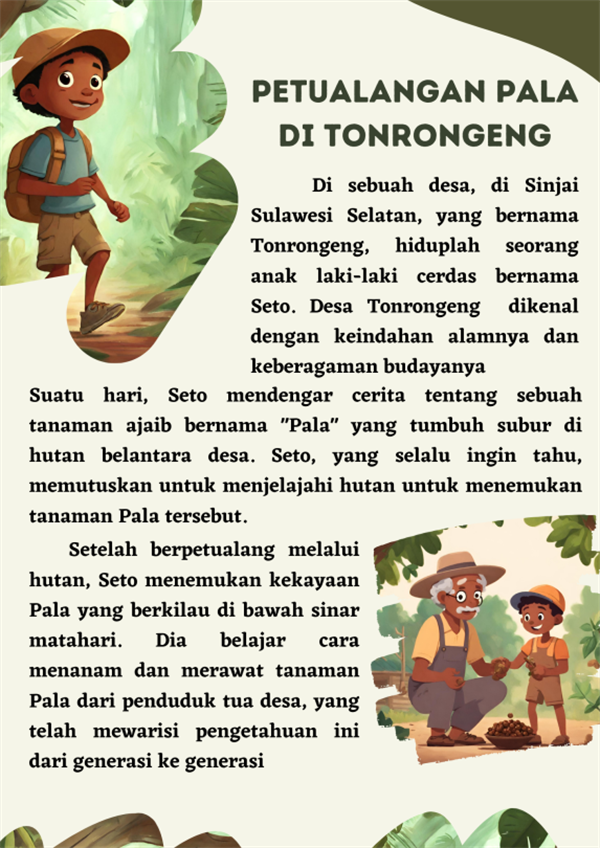 PETUALANGAN PALA
DI TONRONGENG
Di sebuah desa, di Sinjai
Sulawesi Selatan, yang bernama
Tonrongeng, hiduplah seorang
anak laki-laki cerdas bernama
Seto. Desa Tonrongeng dikenal
dengan keindahan alamnya dan
keberagaman budayanya
Suatu hari, Seto mendengar cerita tentang sebuah
tanaman ajaib bernama "Pala" yang tumbuh subur di
hutan belantara desa. Seto, yang selalu ingin tahu,
memutuskan untuk menjelajahi hutan untuk menemukan
tanaman Pala tersebut.
Setelah berpetualang melalui
hutan, Seto menemukan kekayaan
Pala yang berkilau di bawah sinar
matahari. Dia belajar cara
menanam dan merawat tanaman
Pala dari penduduk tua desa, yang
telah mewarisi pengetahuan ini
dari generasi ke generasi